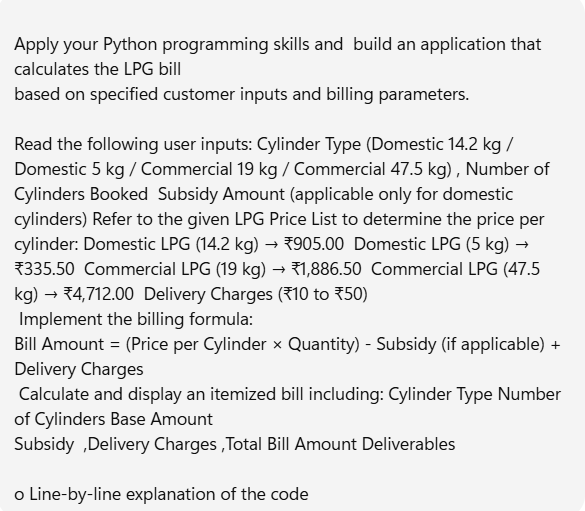 Apply your Python programming skills and  build an application that
calculates the LPG bill
based on specified customer inputs and billing parameters.
Read the following user inputs: Cylinder Type (Domestic 14.2 kg /
Domestic 5 kg / Commercial 19 kg / Commercial 47.5 kg) , Number of
Cylinders Booked  Subsidy Amount (applicable only for domestic
cylinders) Refer to the given LPG Price List to determine the price per
cylinder: Domestic LPG (14.2 kg) → ₹905.00  Domestic LPG (5 kg) →
₹335.50  Commercial LPG (19 kg) → ₹1,886.50  Commercial LPG (47.5
kg) → ₹4,712.00  Delivery Charges (₹10 to ₹50)
Implement the billing formula:
Bill Amount = (Price per Cylinder × Quantity) - Subsidy (if applicable) +
Delivery Charges
Calculate and display an itemized bill including: Cylinder Type Number
of Cylinders Base Amount
Subsidy  ,Delivery Charges ,Total Bill Amount Deliverables
o Line-by-line explanation of the code